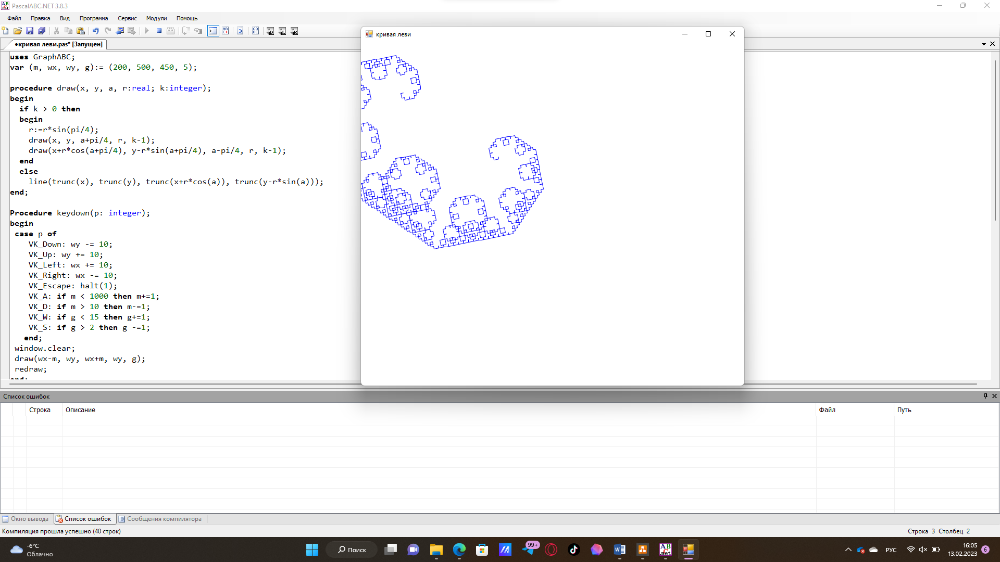 PascalABC.NET 3.8.3
Файл Правка Вид Программа Сервис Модули Помощь
•кривая леви.pas* [Запущен]
uses GraphABC;
var (m, wx, wy, g):= (200, 500, 450, 5);
procedure draw(x, y, a, r:real; k:integer);
begin
if k > 0 then
begin
r:=r*sin(pi/4);
draw(x, y, a+pi/4, r, k-1);
draw(x+r*cos(a+pi/4), y-r*sin(a+pi/4), a-pi/4, r, k-1);
end
else
line(trunc(x), trunc(y), trunc(x+r*cos(a)), trunc(y-r*sin(a)));
end;
Procedure keydown(p: integer);
begin
case p of
VK_Down: wy -= 10;
VK_Up: wy += 10;
VK_Left: wx += 10;
VK_Right: wx -= 10;
VK_Escape: halt(1);
VK_A: if m < 1000 then m+=1;
VK_D: if m > 10 then m-=1;
VK_W: if g < 15 then g+=1;
VK_S: if g > 2 then g -=1;
end;
window.clear;
draw(wx-m, wy, wx+m, wy, g);
redraw;
end;
кривая леви
Список ошибок
Строка Описание Файл Путь
Окно вывода Список ошибок Сообщения компилятора
Компиляция прошла успешно (40 строк) Строка 3 Столбец 2
-6°C
Облачно
Поиск
99+
РУС
16:05
13.02.2023
6